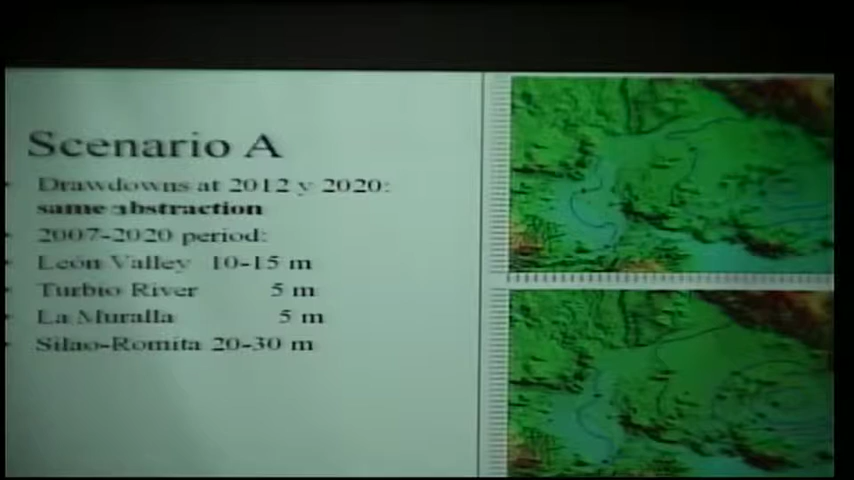 Scenario A
Drawdowns at 2012 y 2020:
same abstraction
2007-2020 period:
León Valley 10-15 m
Turbio River 5 m
La Muralla 5 m
Silao-Romita 20-30 m